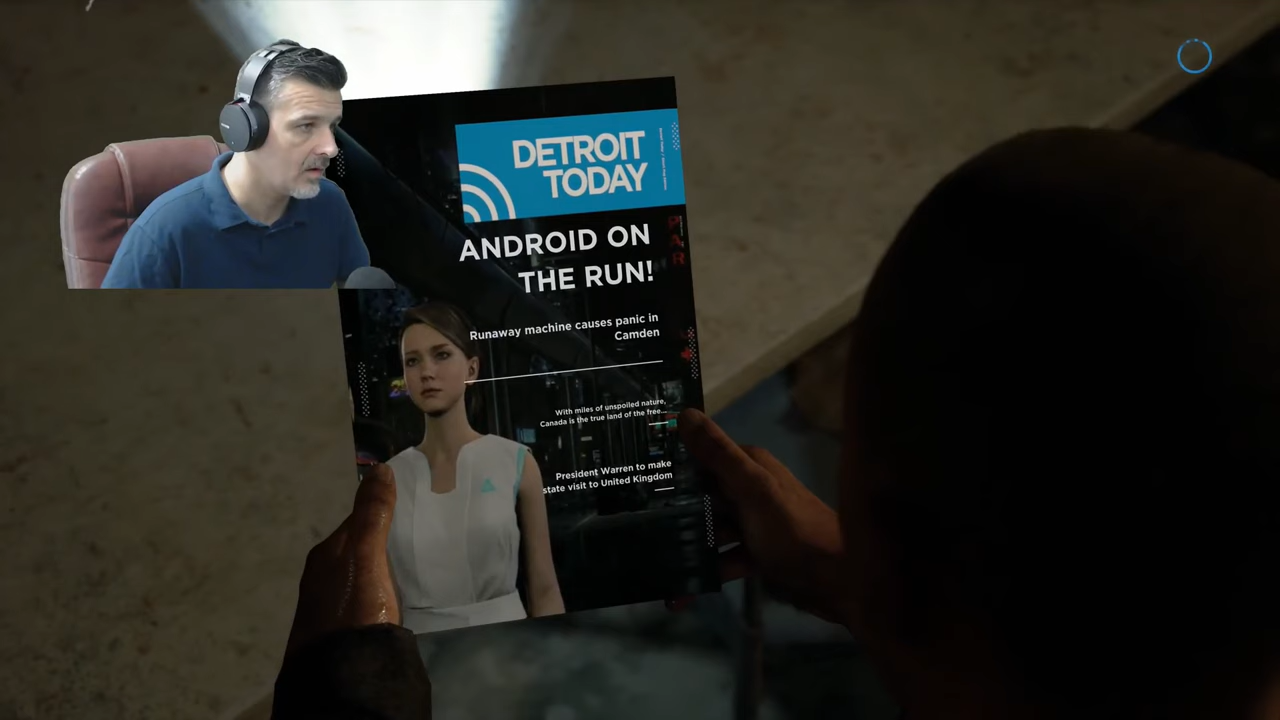 DETROIT
TODAY
ANDROID ON
THE RUN!
Runaway machine causes panic in
Camden
With miles of unspoiled nature,
Canada is the true land of the free...
President Warren to make
state visit to United Kingdom